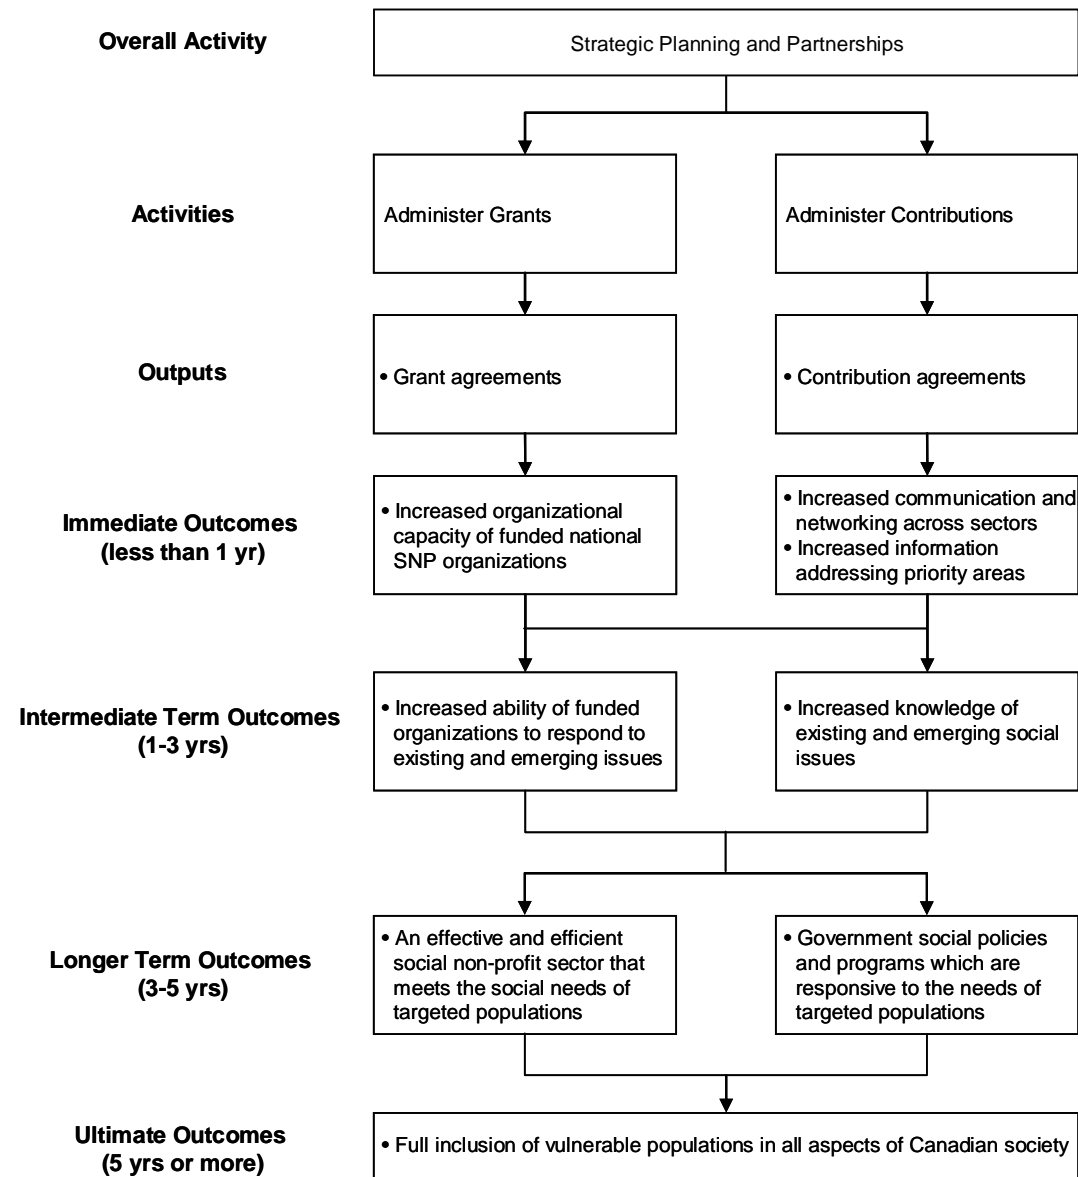 Overall Activity
Strategic Planning and Partnerships
Activities
Administer Grants
Administer Contributions
Outputs
• Grant agreements
• Contribution agreements
Immediate Outcomes
(less than 1 yr)
• Increased organizational
capacity of funded national
SNP organizations
• Increased communication and
networking across sectors
• Increased information
addressing priority areas
Intermediate Term Outcomes
(1-3 yrs)
• Increased ability of funded
organizations to respond to
existing and emerging issues
• Increased knowledge of
existing and emerging social
issues
Longer Term Outcomes
(3-5 yrs)
• An effective and efficient
social non-profit sector that
meets the social needs of
targeted populations
• Government social policies
and programs which are
responsive to the needs of
targeted populations
Ultimate Outcomes
(5 yrs or more)
• Full inclusion of vulnerable populations in all aspects of Canadian society